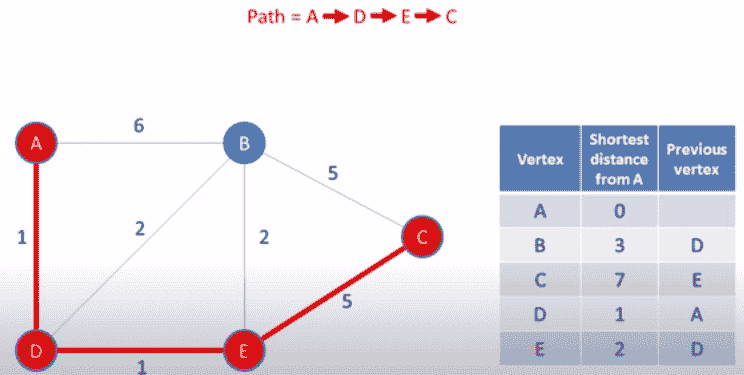 Path = A ➡ D ➡ E ➡ C
A
6
B
5
1
2
2
C
5
D
1
E
Vertex Shortest distance from A Previous vertex
A 0
B 3 D
C 7 E
D 1 A
E 2 D